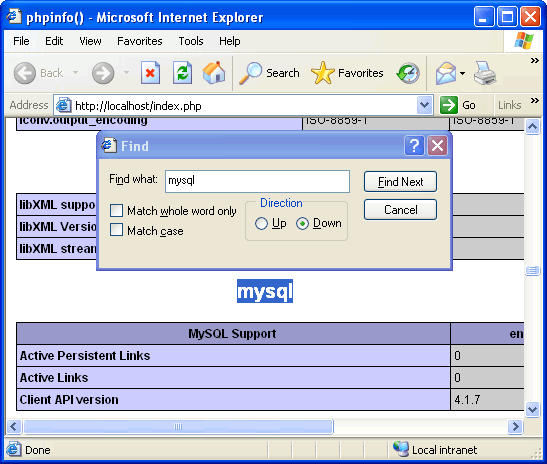 phpinfo() - Microsoft Internet Explorer
File Edit View Favorites Tools Help
Back Search Favorites
Address http://localhost/index.php Go Links
iconv.output_encoding ISO-8859-1 ISO-8859-1
Find
Find what: mysql Find Next
Match whole word only Direction Cancel
Match case Up Down
libXML suppo
libXML Versio
libXML strean
mysql
MySQL Support en
Active Persistent Links 0
Active Links 0
Client API version 4.1.7
Done Local intranet